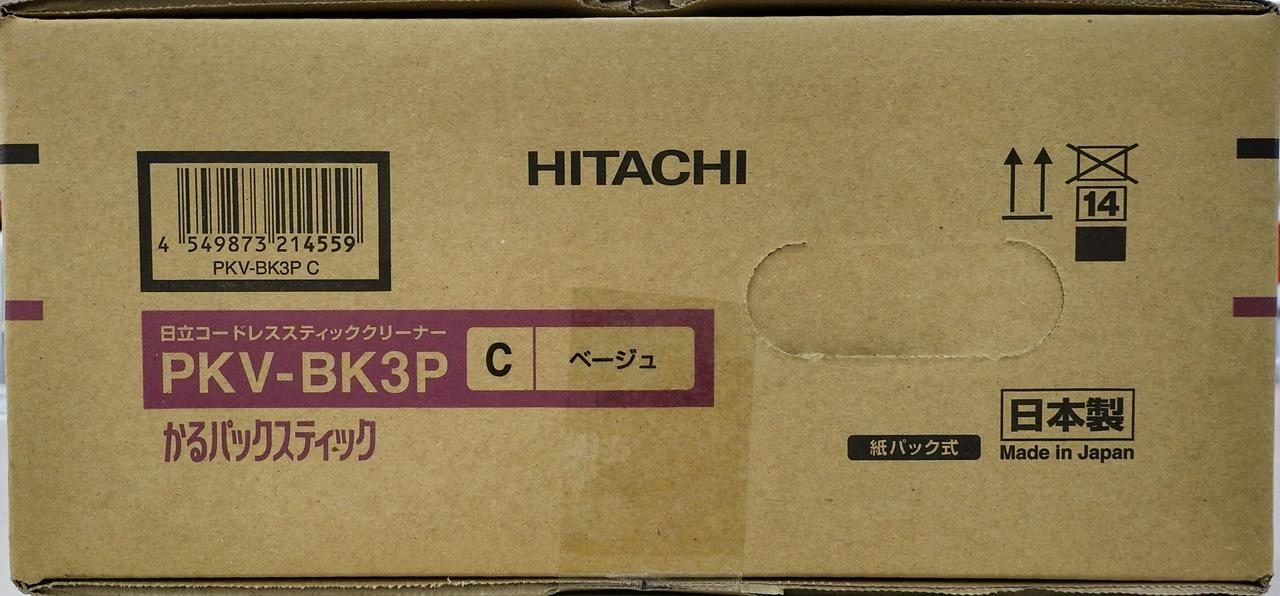 HITACHI
4 549873 214559
PKV-BK3P C
14
日立コードレススティッククリーナー
PKV-BK3P
C
ベージュ
かるパックスティック
紙パック式
日本製
Made in Japan